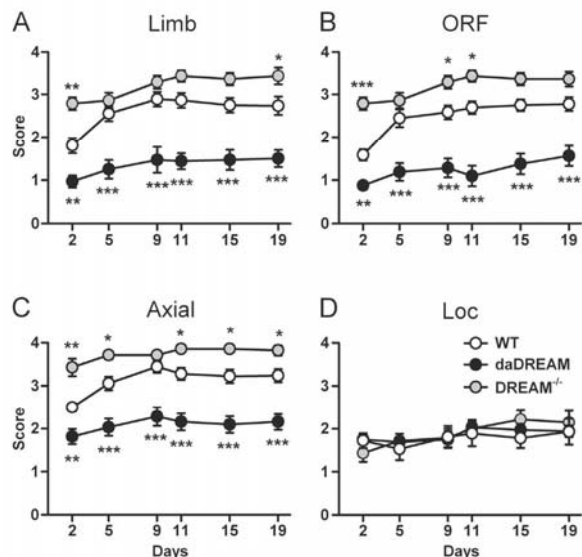 A Limb
Score
4
3
2
1
0
** *
** *** *** *** *** ***
2 5 9 11 15 19
B ORF
4
3
2
1
0
*** * *
** *** *** *** *** ***
2 5 9 11 15 19
C Axial
Score
4
3
2
1
0
** * * * *
** *** *** *** *** ***
2 5 9 11 15 19
Days
D Loc
4
3
2
1
0
WT
daDREAM
DREAM-/-
2 5 9 11 15 19
Days